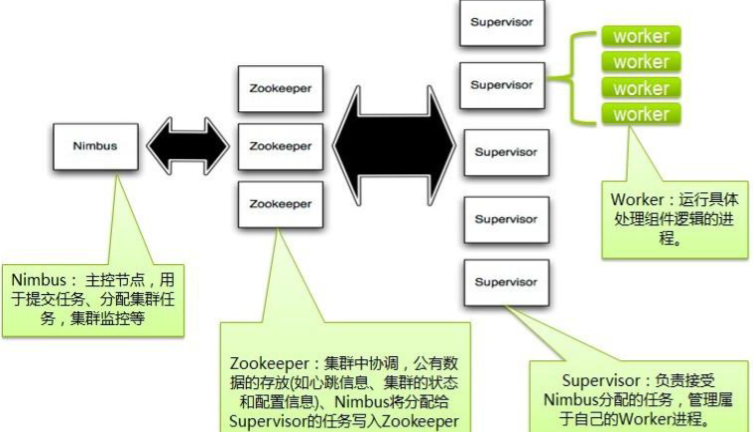 Supervisor
worker
worker
worker
worker
Supervisor
Zookeeper
Nimbus
Zookeeper
Supervisor
Zookeeper
Supervisor
Supervisor
Worker：运行具体
处理组件逻辑的进
程。
Nimbus： 主控节点，用
于提交任务、分配集群任
务，集群监控等
Zookeeper：集群中协调，公有数
据的存放(如心跳信息、集群的状态
和配置信息)、Nimbus将分配给
Supervisor的任务写入Zookeeper
Supervisor：负责接受
Nimbus分配的任务，管理属
于自己的Worker进程。